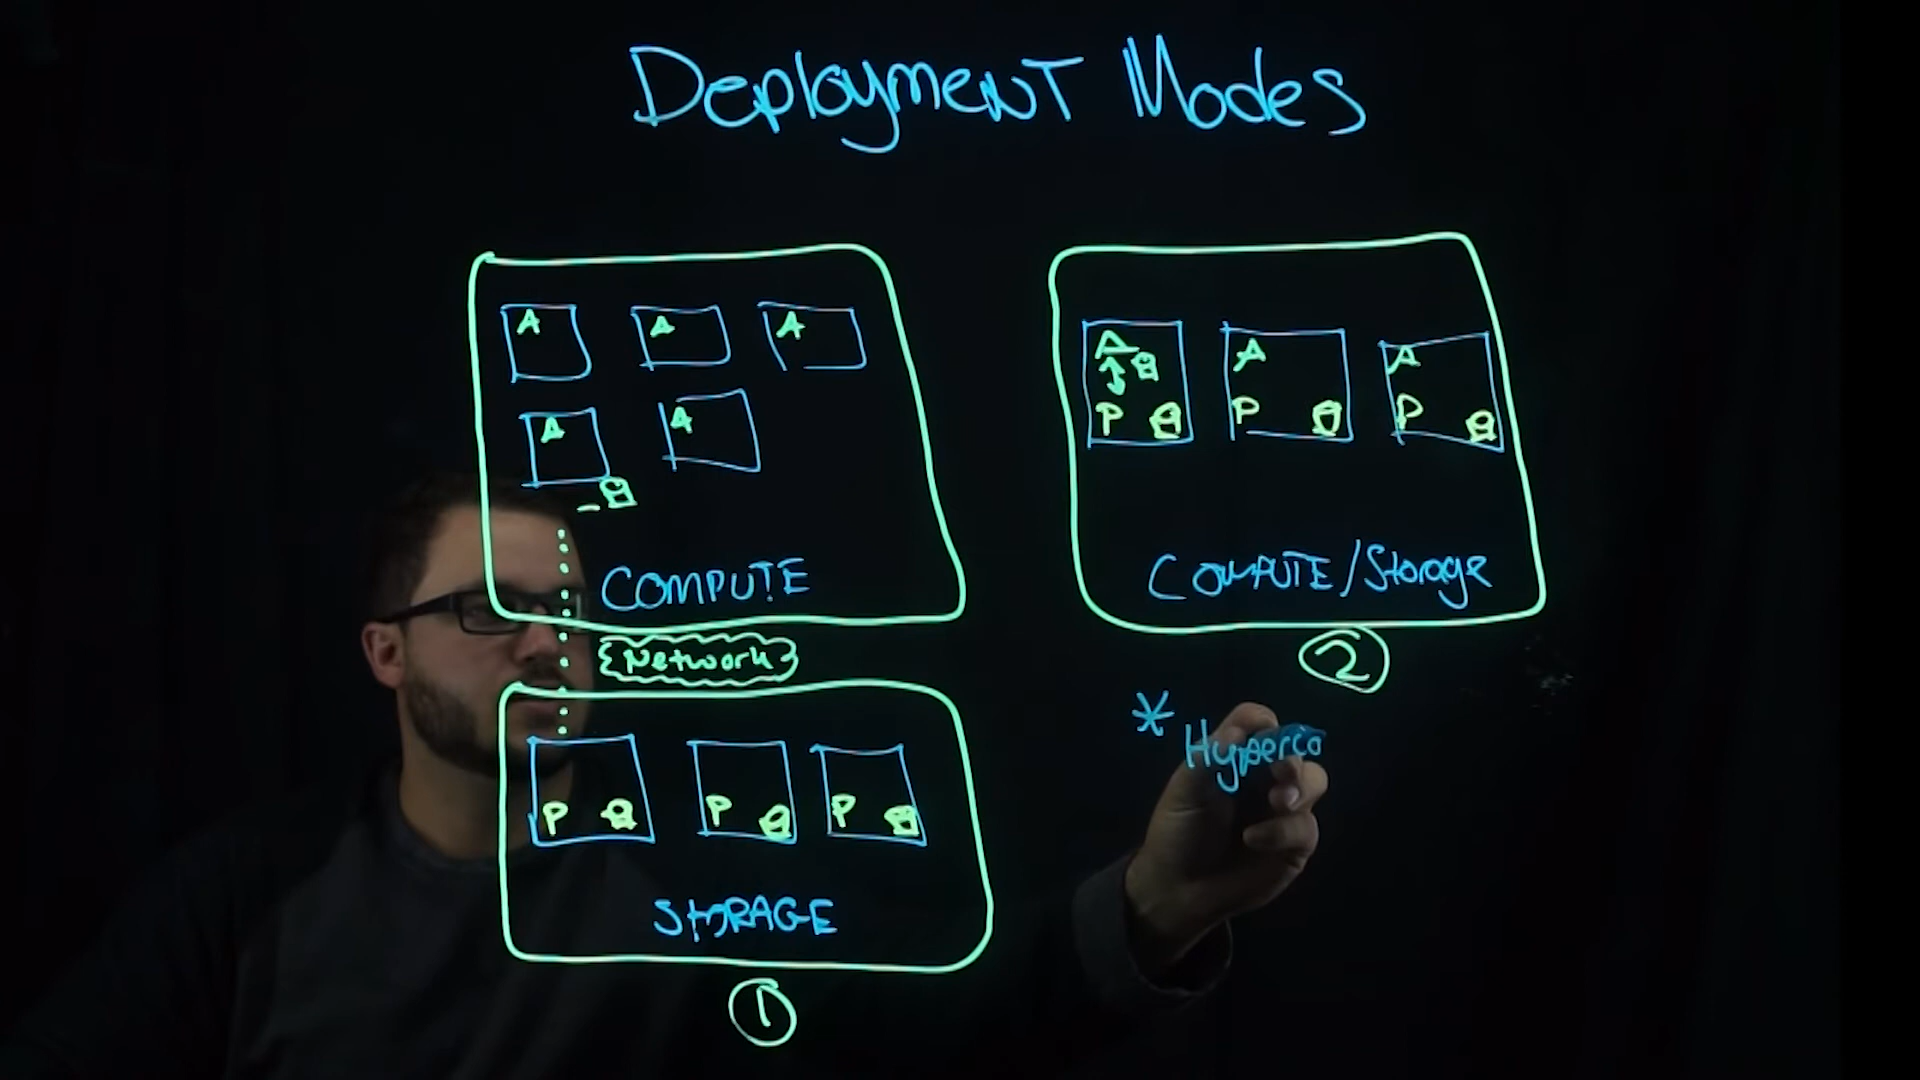 Deployment Modes
A A A
A A
COMPUTE
Network
P P P
STORAGE
1
A A A
P P P
COMPUTE/Storage
2
* Hyperco